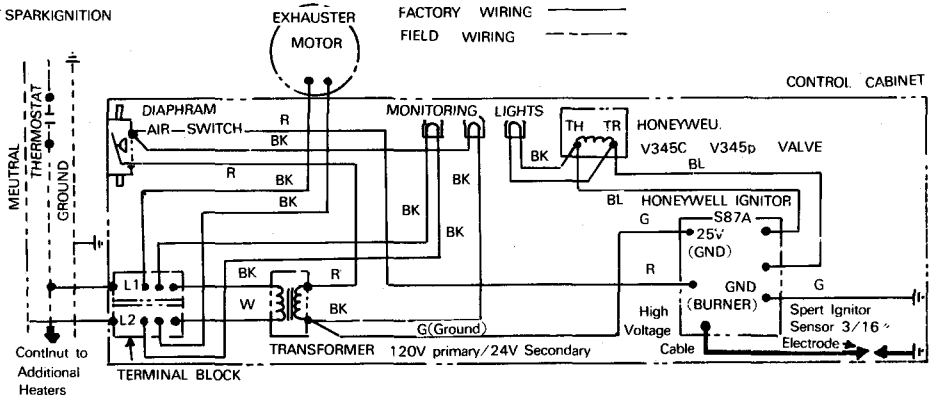 SPARKIGNITION
EXHAUSTER
MOTOR
FACTORY WIRING
FIELD WIRING
CONTROL CABINET
MEUTRAL
THERMOSTAT
GROUND
DIAPHRAM
AIR-SWITCH
R
BK
MONITORING LIGHTS
BK
TH TR
HONEYWEU.
V345C V345p VALVE
BL
R
BK
BK
BK
BK
BK
BL
HONEYWELL IGNITOR
S87A
G
25V
(GND)
R
GND
(BURNER)
G
L1
BK
R
L2
W
BK
G(Ground)
High
Voltage
Cable
Spert Ignitor
Sensor 3/16"
Electrode
TRANSFORMER 120V primary/24V Secondary
TERMINAL BLOCK
Contlnut to
Additional
Heaters